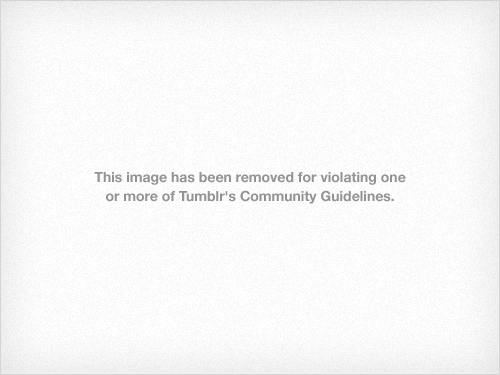 This image has been removed for violating one
or more of Tumblr's Community Guidelines.